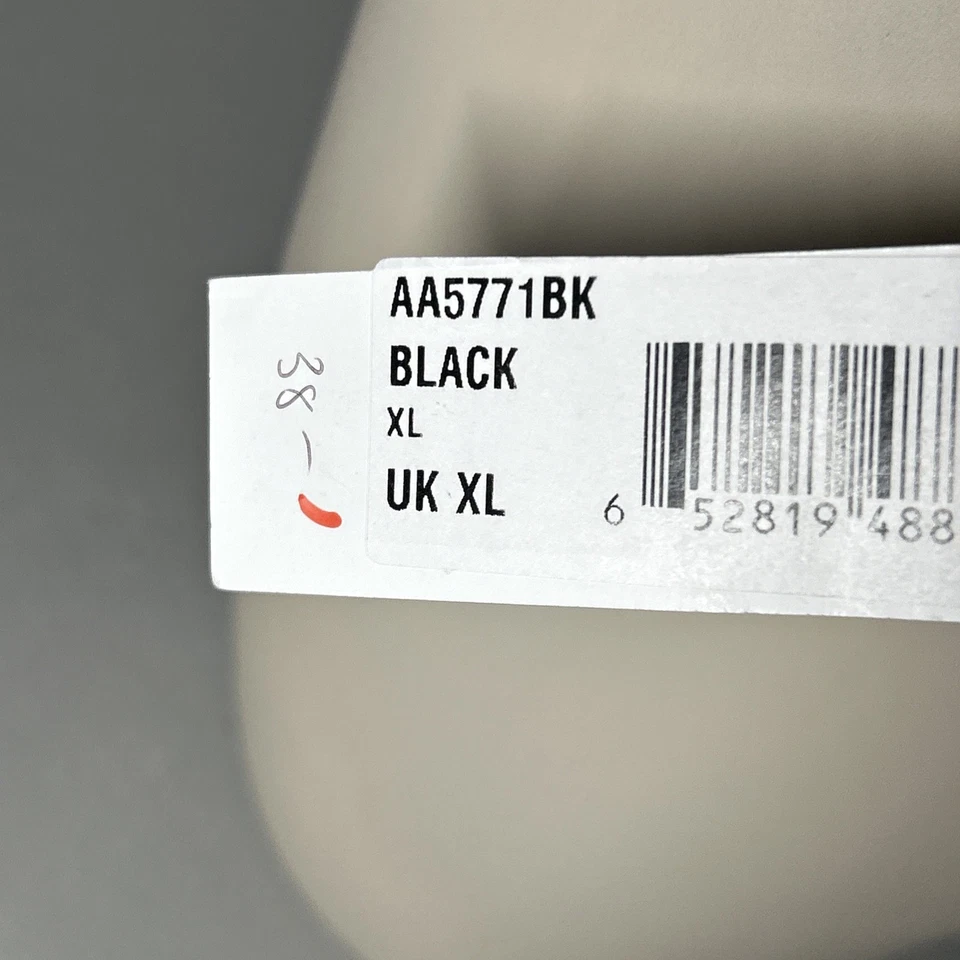 AA5771BK
BLACK
XL
UK XL
6 52819 488
38-